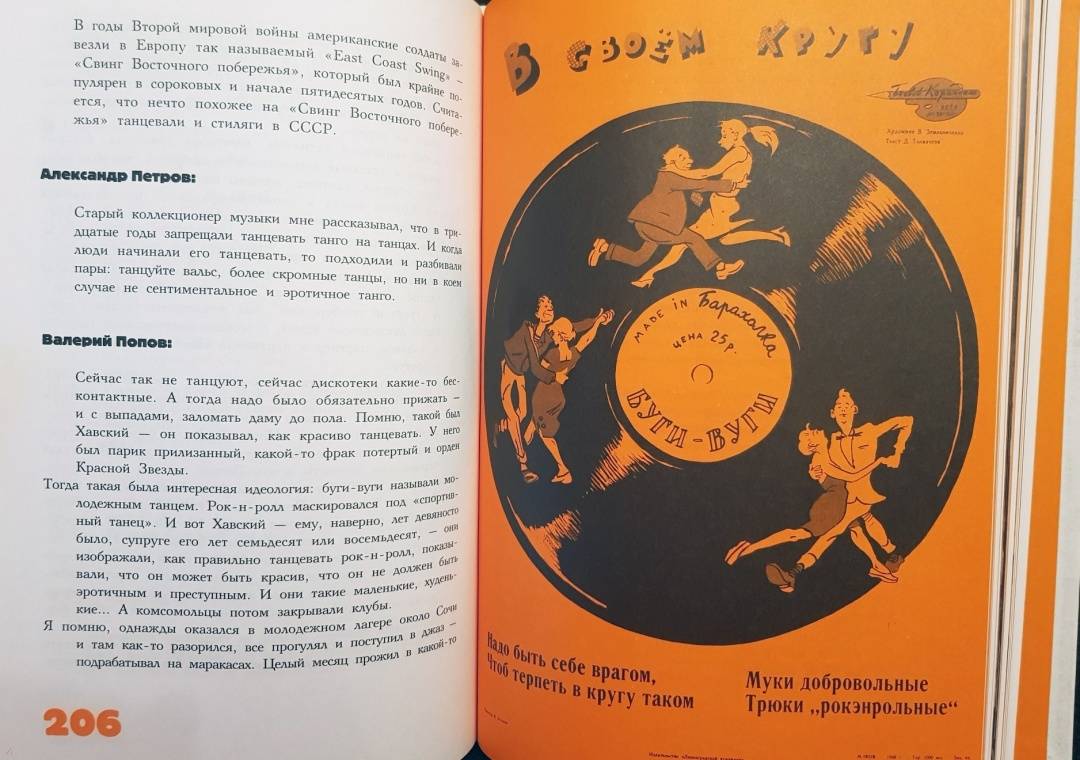 В годы Второй мировой войны американские солдаты за-
везли в Европу так называемый «East Coast Swing» –
«Свинг Восточного побережья», который был крайне по-
пулярен в сороковых и начале пятидесятых годов. Счита-
ется, что нечто похожее на «Свинг Восточного побере-
жья» танцевали и стиляги в СССР.
Александр Петров:
Старый коллекционер музыки мне рассказывал, что в три-
дцатые годы запрещали танцевать танго на танцах. И когда
люди начинали его танцевать, то подходили и разбивали
пары: танцуйте вальс, более скромные танцы, но ни в коем
случае не сентиментальное и эротичное танго.
Валерий Попов:
Сейчас так не танцуют, сейчас дискотеки какие-то бес-
контактные. А тогда надо было обязательно прижать –
и с выпадами, заломать даму до пола. Помню, такой был
Хавский — он показывал, как красиво танцевать. У него
был парик прилизанный, какой-то фрак потертый и орден
Красной Звезды.
Тогда такая была интересная идеология: буги-вуги называли мо-
лодежным танцем. Рок-н-ролл маскировался под «спортив-
ный танец». И вот Хавский — ему, наверно, лет девяносто
было, супруге его лет семьдесят или восемьдесят, – они
изображали, как правильно танцевать рок-н-ролл, показы-
вали, что он может быть красив, что он не должен быть
эротичным и преступным. И они такие маленькие, худень-
кие... А комсомольцы потом закрывали клубы.
Я помню, однажды оказался в молодежном лагере около Сочи
и там как-то разорился, все прогулял и поступил в джаз –
подрабатывал на маракасах. Целый месяц прожил в какой-то
206
В СВОЁМ КРУГУ
Боевой Карандаш
Художник В.
Текст Д. Толмачева
MADE IN Барахолка
ЦЕНА 25 р.
БУГИ-ВУГИ
Надо быть себе врагом,
Чтоб терпеть в кругу таком
Муки добровольные
Трюки „рокэнрольные“